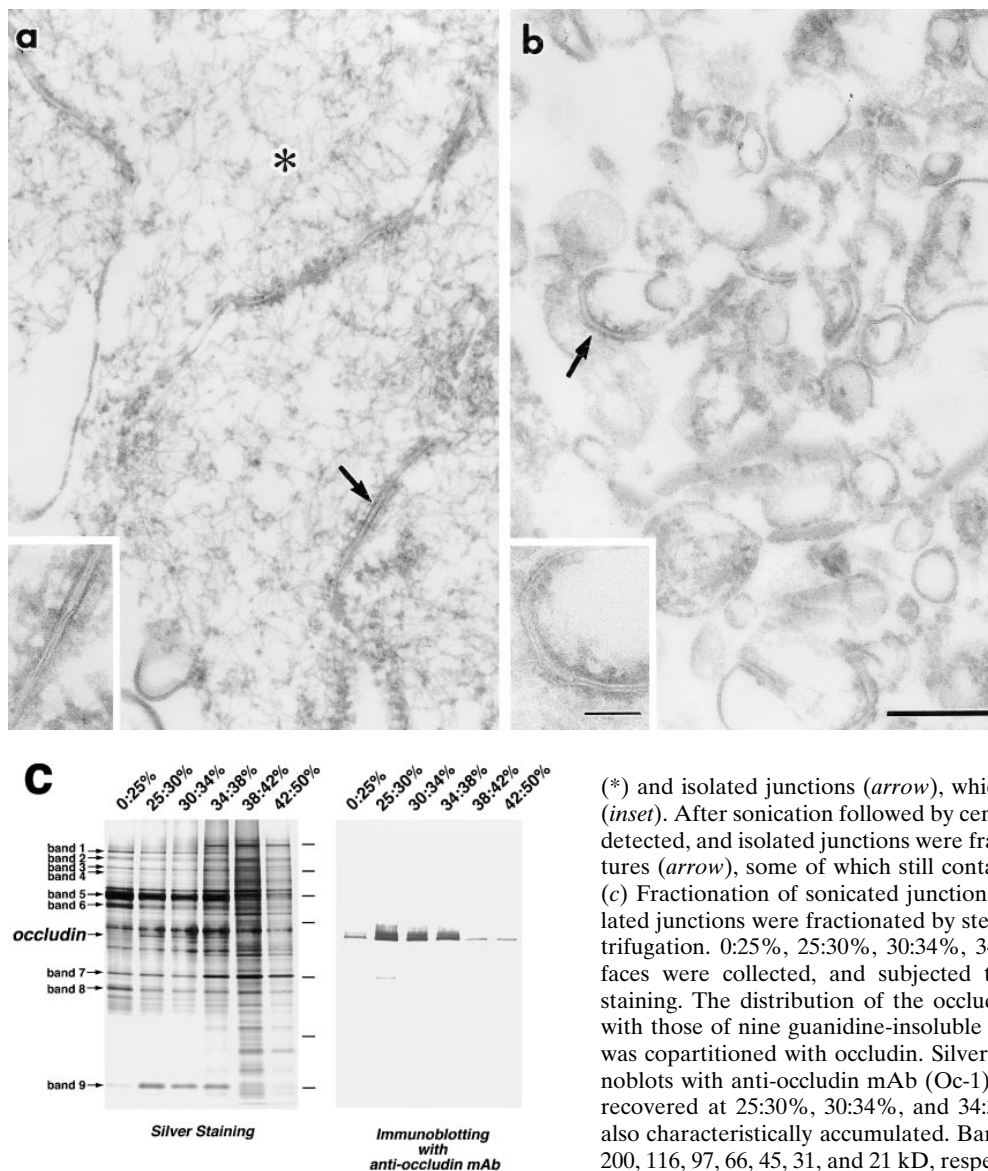 a
*
b
c
0:25%
25:30%
30:34%
34:38%
38:42%
42:50%
band 1
band 2
band 3
band 4
band 5
band 6
occludin
band 7
band 8
band 9
Silver Staining
0:25%
25:30%
30:34%
34:38%
38:42%
42:50%
Immunoblotting
with
anti-occludin mAb
(*) and isolated junctions (arrow), whic
(inset). After sonication followed by cen
detected, and isolated junctions were fra
tures (arrow), some of which still conta
(c) Fractionation of sonicated junction
lated junctions were fractionated by ste
trifugation. 0:25%, 25:30%, 30:34%, 34
faces were collected, and subjected t
staining. The distribution of the occlud
with those of nine guanidine-insoluble
was copartitioned with occludin. Silver
noblots with anti-occludin mAb (Oc-1)
recovered at 25:30%, 30:34%, and 34:
also characteristically accumulated. Bar
200, 116, 97, 66, 45, 31, and 21 kD, respe